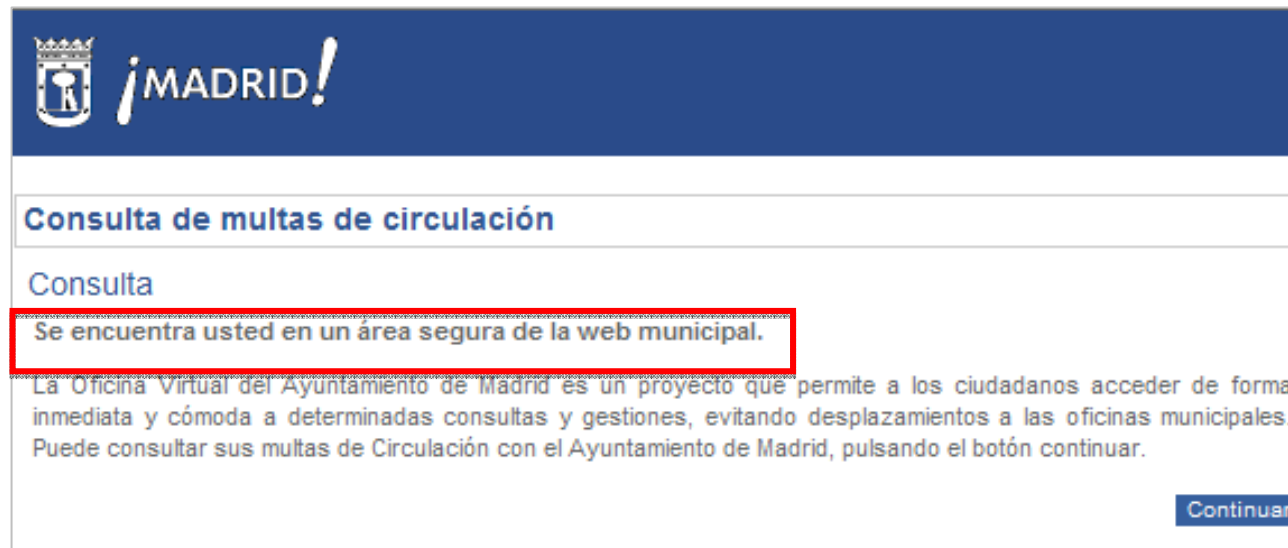 ¡MADRID!
Consulta de multas de circulación
Consulta
Se encuentra usted en un área segura de la web municipal.
La Oficina Virtual del Ayuntamiento de Madrid es un proyecto que permite a los ciudadanos acceder de forma
inmediata y cómoda a determinadas consultas y gestiones, evitando desplazamientos a las oficinas municipales.
Puede consultar sus multas de Circulación con el Ayuntamiento de Madrid, pulsando el botón continuar.
Continuar